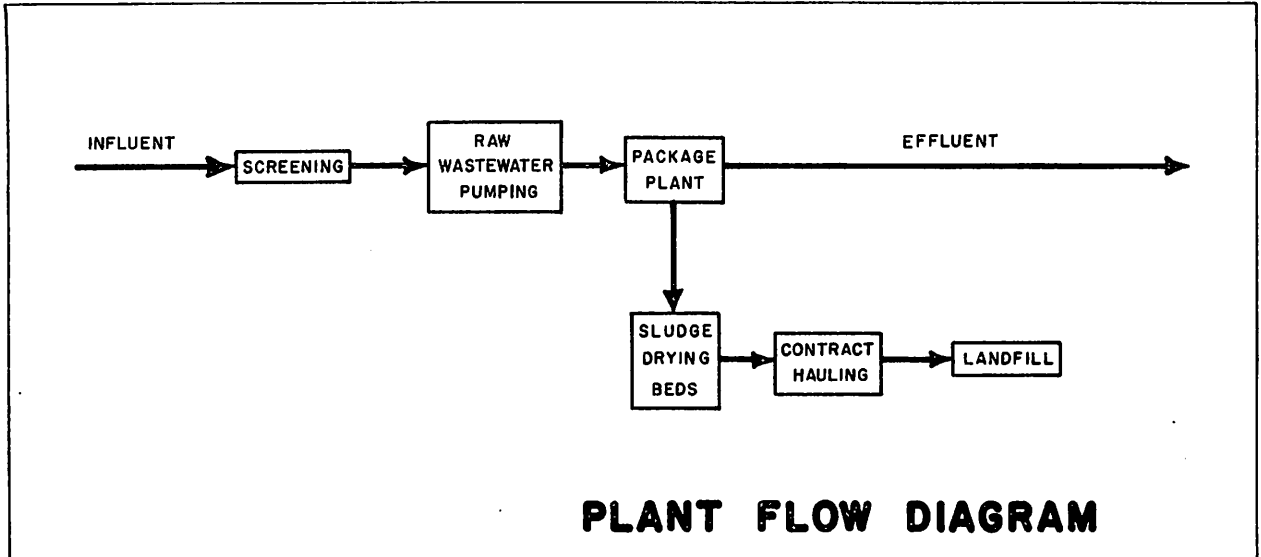 INFLUENT
SCREENING
RAW
WASTEWATER
PUMPING
PACKAGE
PLANT
EFFLUENT
SLUDGE
DRYING
BEDS
CONTRACT
HAULING
LANDFILL
PLANT FLOW DIAGRAM